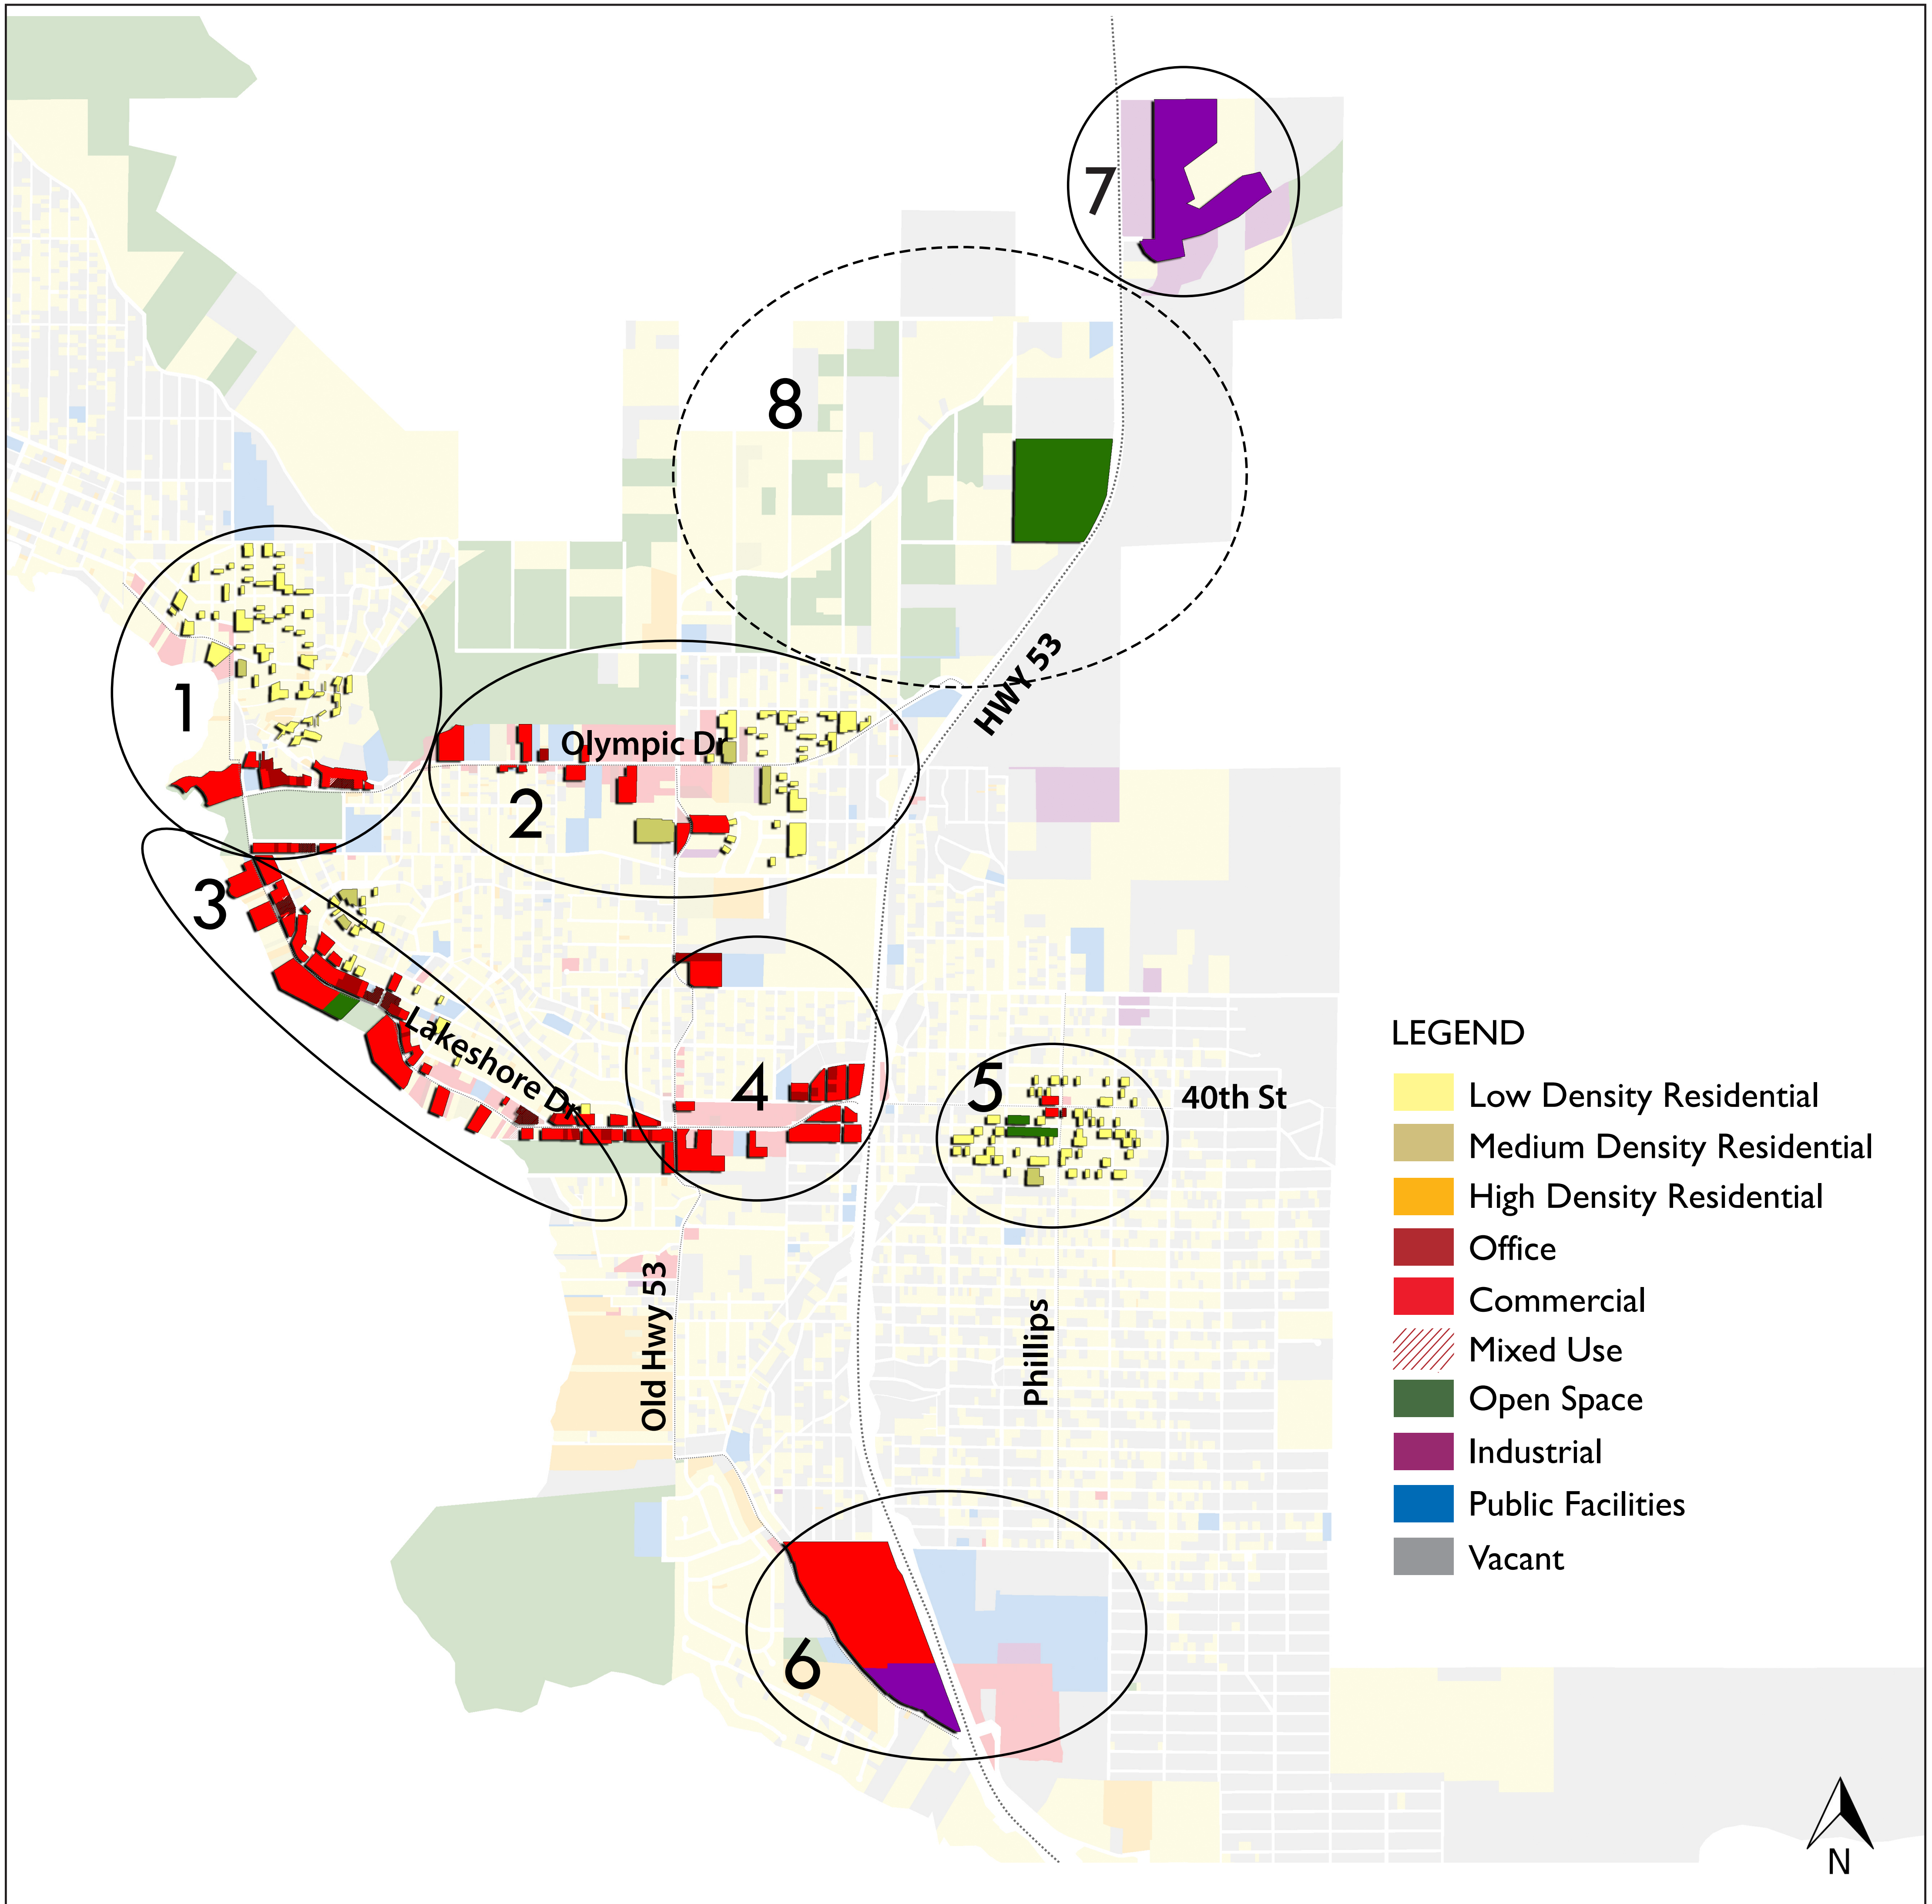 7
8
HWY 53
1
Olympic Dr
2
3
Lakeshore Dr
4
5
40th St
Old Hwy 53
Phillips
6
LEGEND
Low Density Residential
Medium Density Residential
High Density Residential
Office
Commercial
Mixed Use
Open Space
Industrial
Public Facilities
Vacant
N